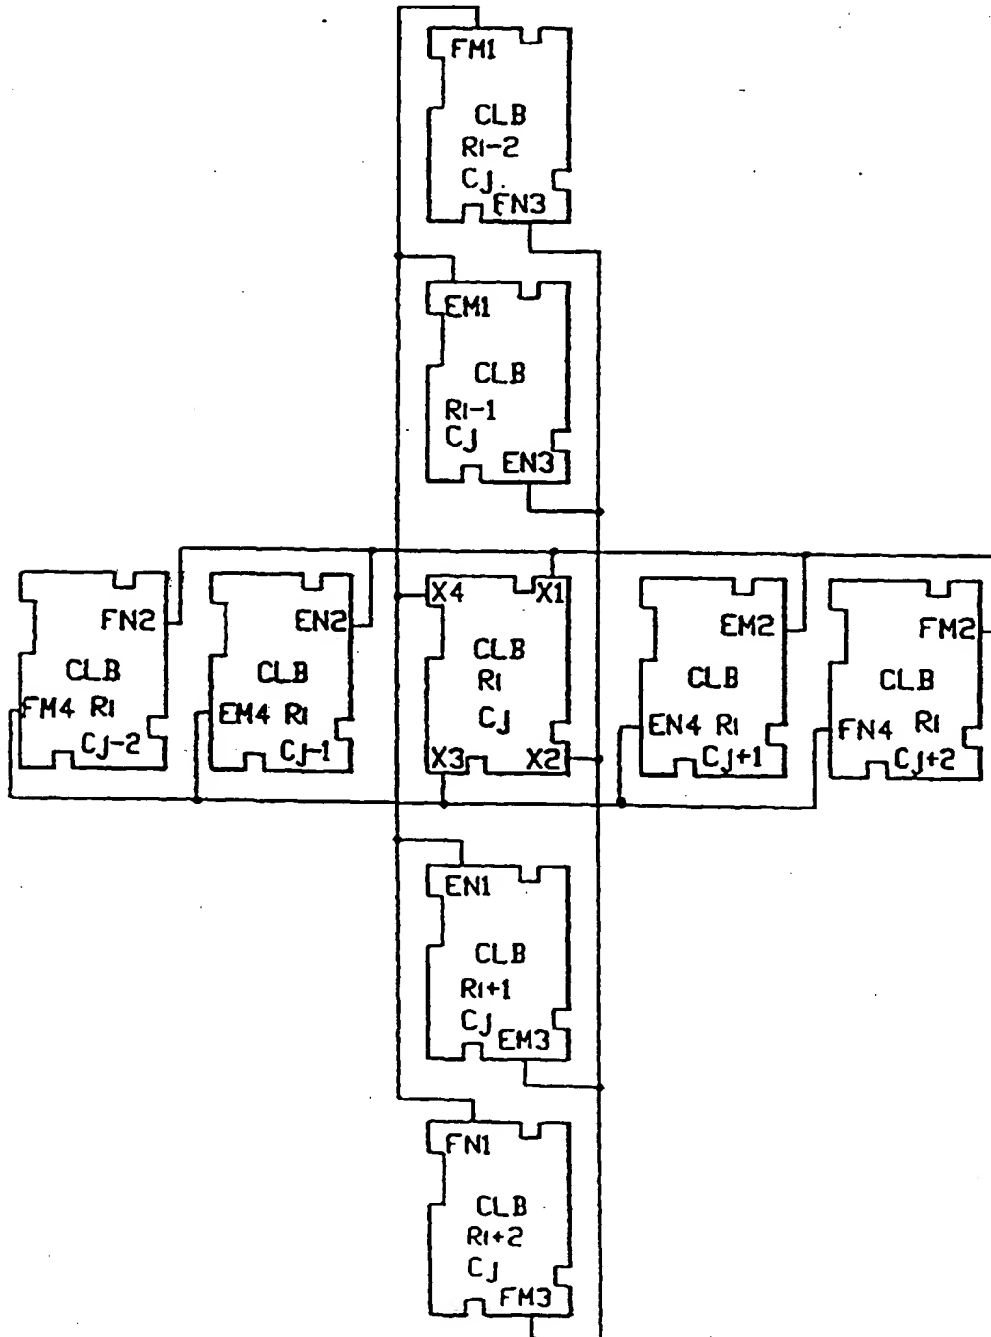 FM1
CLB
Ri-2
Cj
FN3
EM1
CLB
Ri-1
Cj
EN3
FN2
CLB
FM4 Ri
Cj-2
EN2
CLB
EM4 Ri
Cj-1
X4 X1
CLB
Ri
Cj
X3 X2
EM2
CLB
EN4 Ri
Cj+1
FM2
CLB
FN4 Ri
Cj+2
EN1
CLB
Ri+1
Cj
EM3
FN1
CLB
Ri+2
Cj
FM3